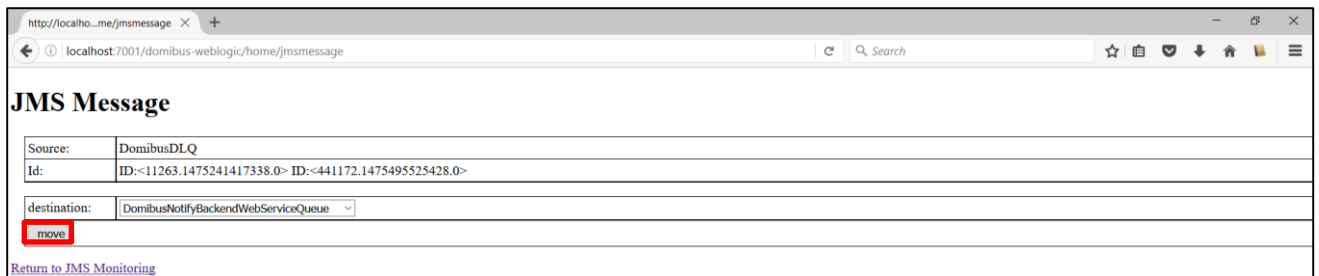 http://localho...me/jmsmessage
localhost:7001/domibus-weblogic/home/jmsmessage
Search
JMS Message
Source: DomibusDLQ
Id: ID:<11263.1475241417338.0> ID:<441172.1475495525428.0>
destination: DomibusNotifyBackendWebServiceQueue
move
Return to JMS Monitoring